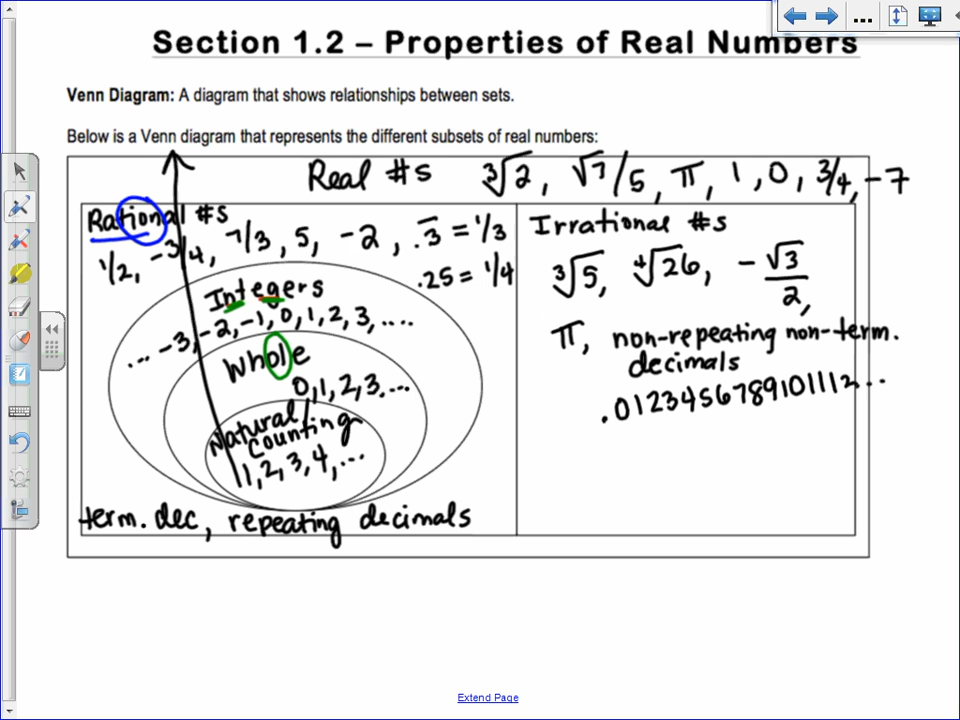 Section 1.2 – Properties of Real Numbers
Venn Diagram: A diagram that shows relationships between sets.
Below is a Venn diagram that represents the different subsets of real numbers:
Real #s ³√2, √7/5, π, 1, 0, 3/4, -7
Rational #s
1/2, -3/4, 7/3, 5, -2, .3̅ = 1/3
.25 = 1/4
Integers
... -3, -2, -1, 0, 1, 2, 3, ....
Whole
0, 1, 2, 3, ...
Natural/
Counting
1, 2, 3, 4, ...
term. dec, repeating decimals
Irrational #s
³√5, ⁴√26, -√3/2,
π, non-repeating non-term.
decimals
.0123456789101112...
Extend Page